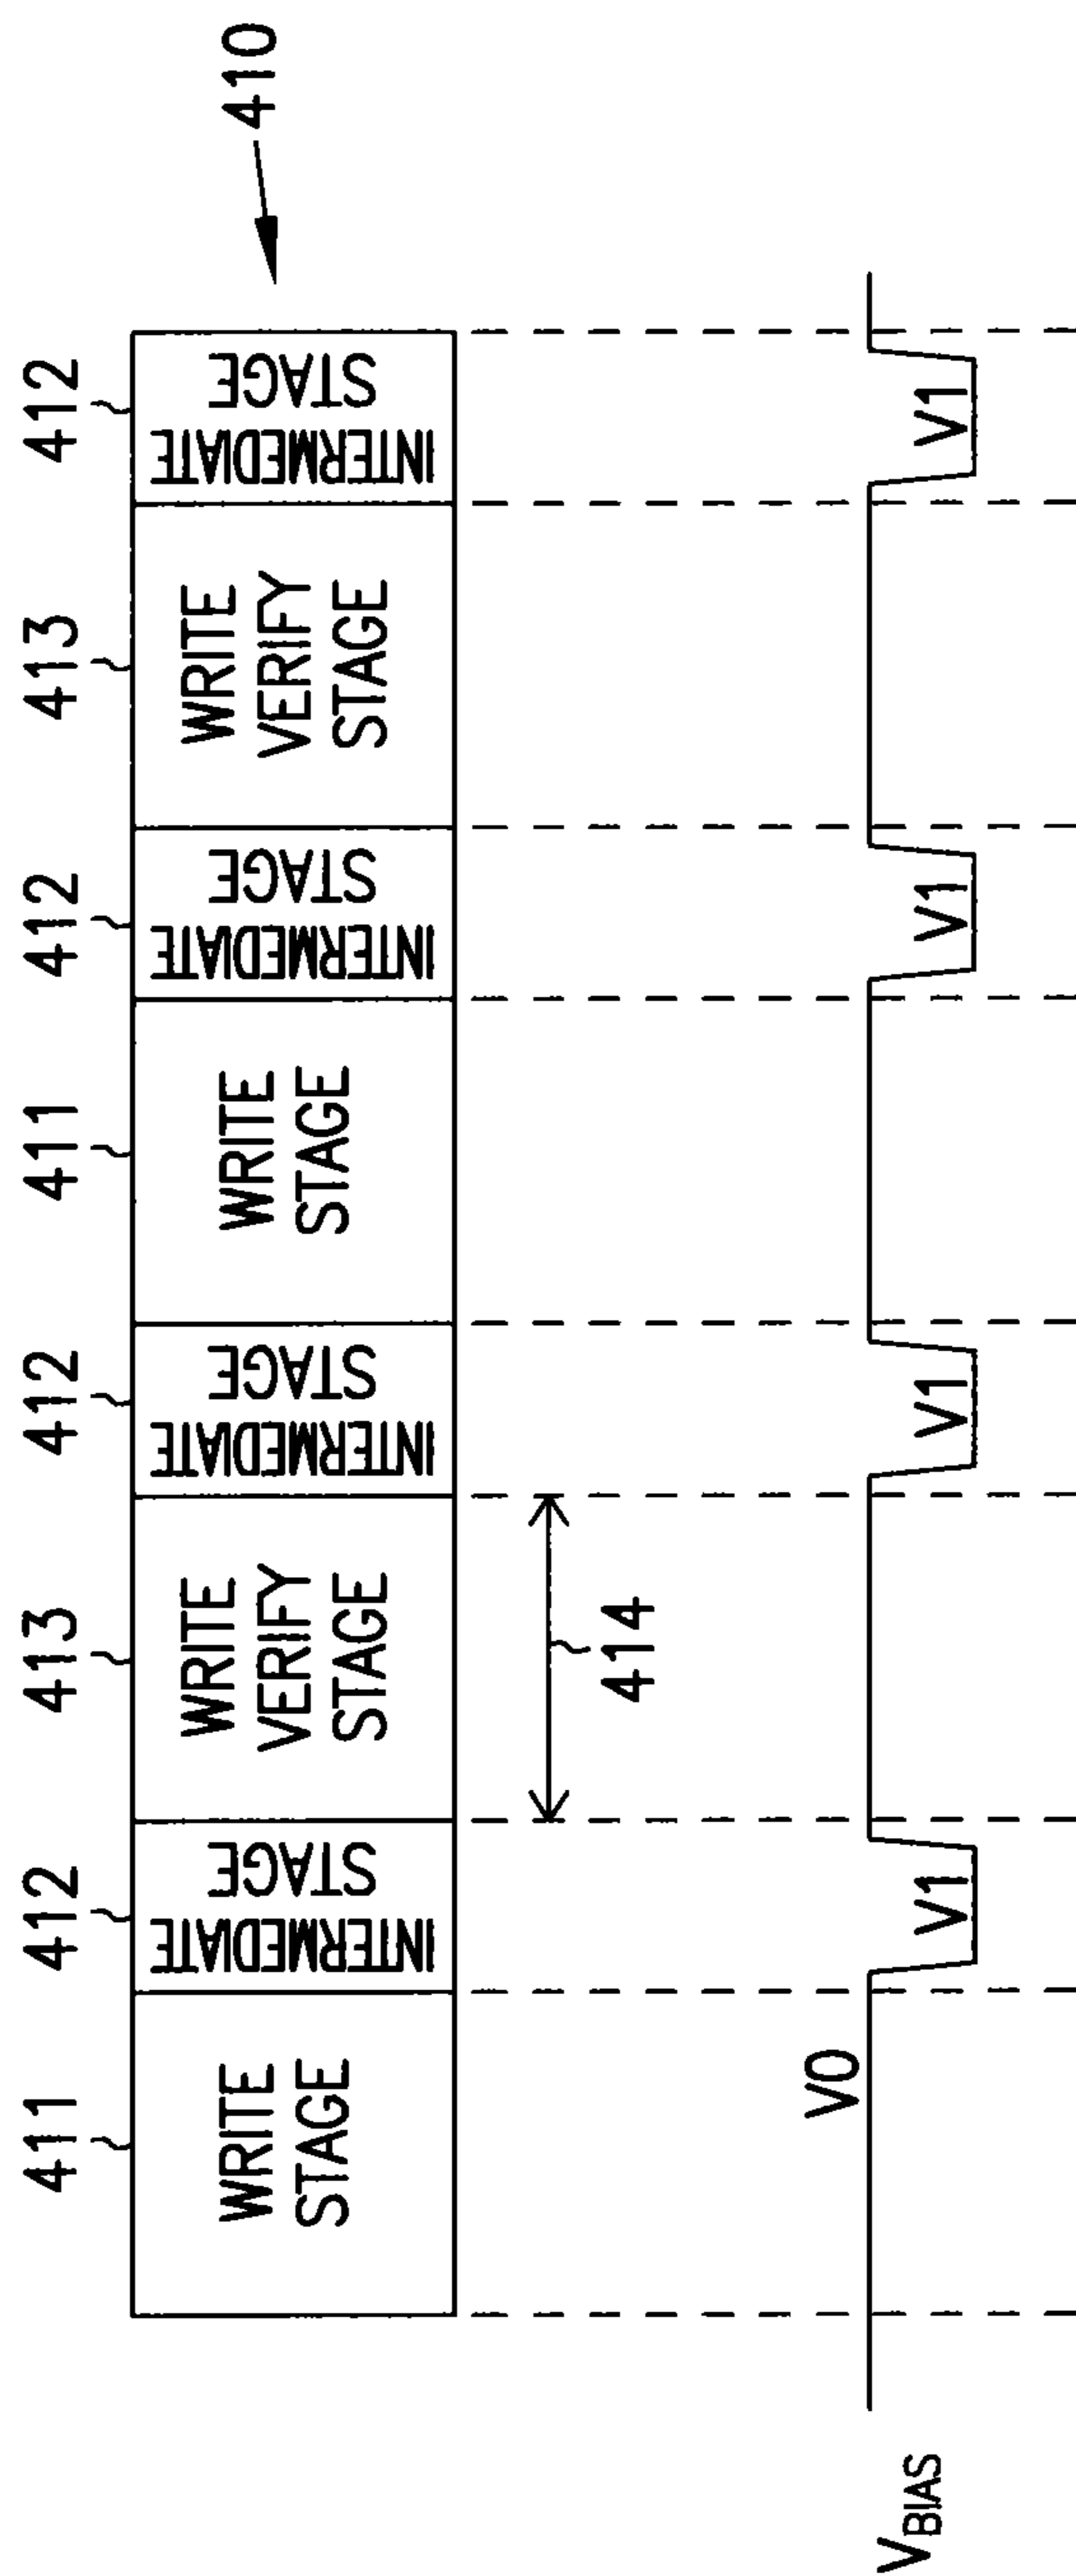 410
411
412
413
412
411
412
413
412
WRITE
STAGE
INTERMEDIATE
STAGE
WRITE
VERIFY
STAGE
INTERMEDIATE
STAGE
WRITE
STAGE
INTERMEDIATE
STAGE
WRITE
VERIFY
STAGE
INTERMEDIATE
STAGE
414
V0
V1
V1
V1
V1
VBIAS